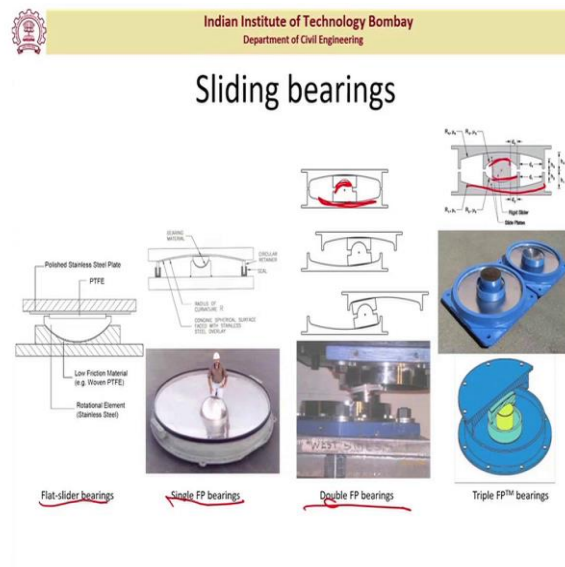 Indian Institute of Technology Bombay
Department of Civil Engineering
Sliding bearings
Polished Stainless Steel Plate
PTFE
Low Friction Material
(e.g. Woven PTFE)
Rotational Element
(Stainless Steel)
Flat-slider bearings
BEARING
MATERIAL
CIRCULAR
RETAINER
SEAL
RADIUS OF
CURVATURE
CONCAVE SPHERICAL SURFACE
FACED WITH STAINLESS
STEEL OVERLAY
Single FP bearings
WEST
Double FP bearings
Rigid Slider
Slide Plates
Triple FP™ bearings